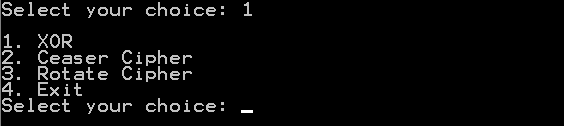 Select your choice: 1
1. XOR
2. Ceaser Cipher
3. Rotate Cipher
4. Exit
Select your choice: _